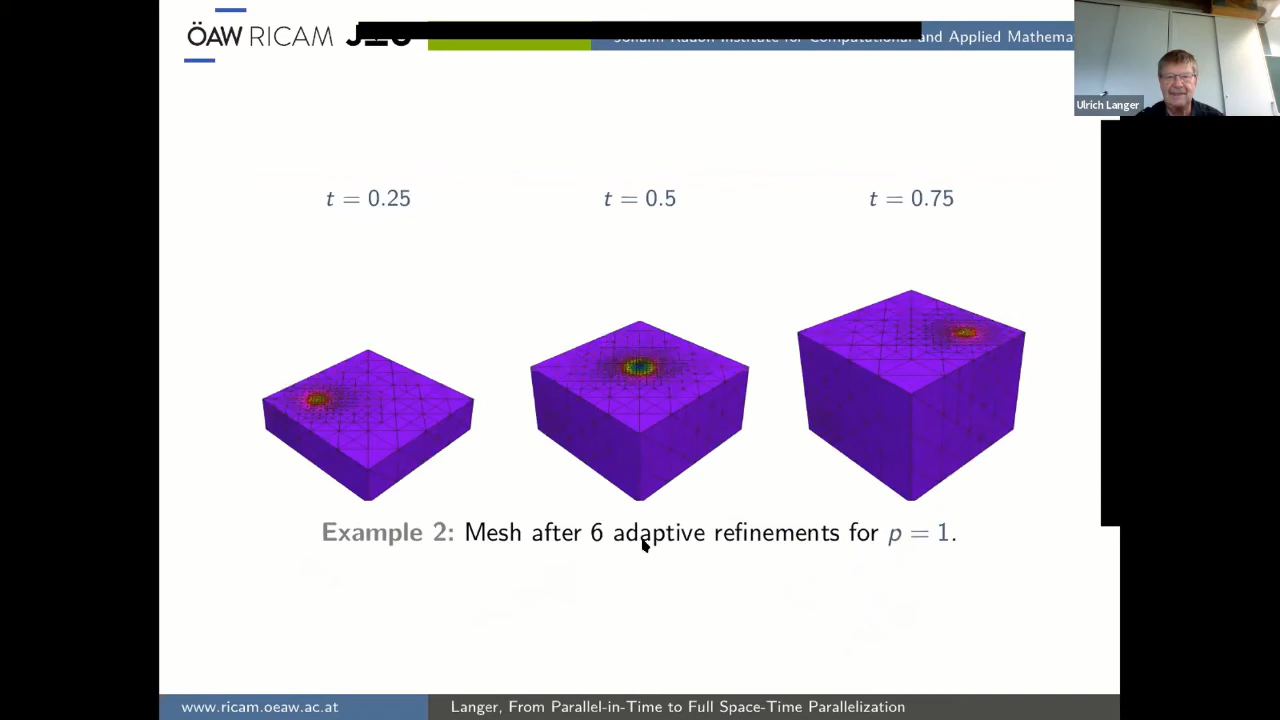 ÖAW RICAM JKU
Johann Radon Institute for Computational and Applied Mathema
Ulrich Langer
t = 0.25
t = 0.5
t = 0.75
Example 2: Mesh after 6 adaptive refinements for p = 1.
www.ricam.oeaw.ac.at
Langer, From Parallel-in-Time to Full Space-Time Parallelization